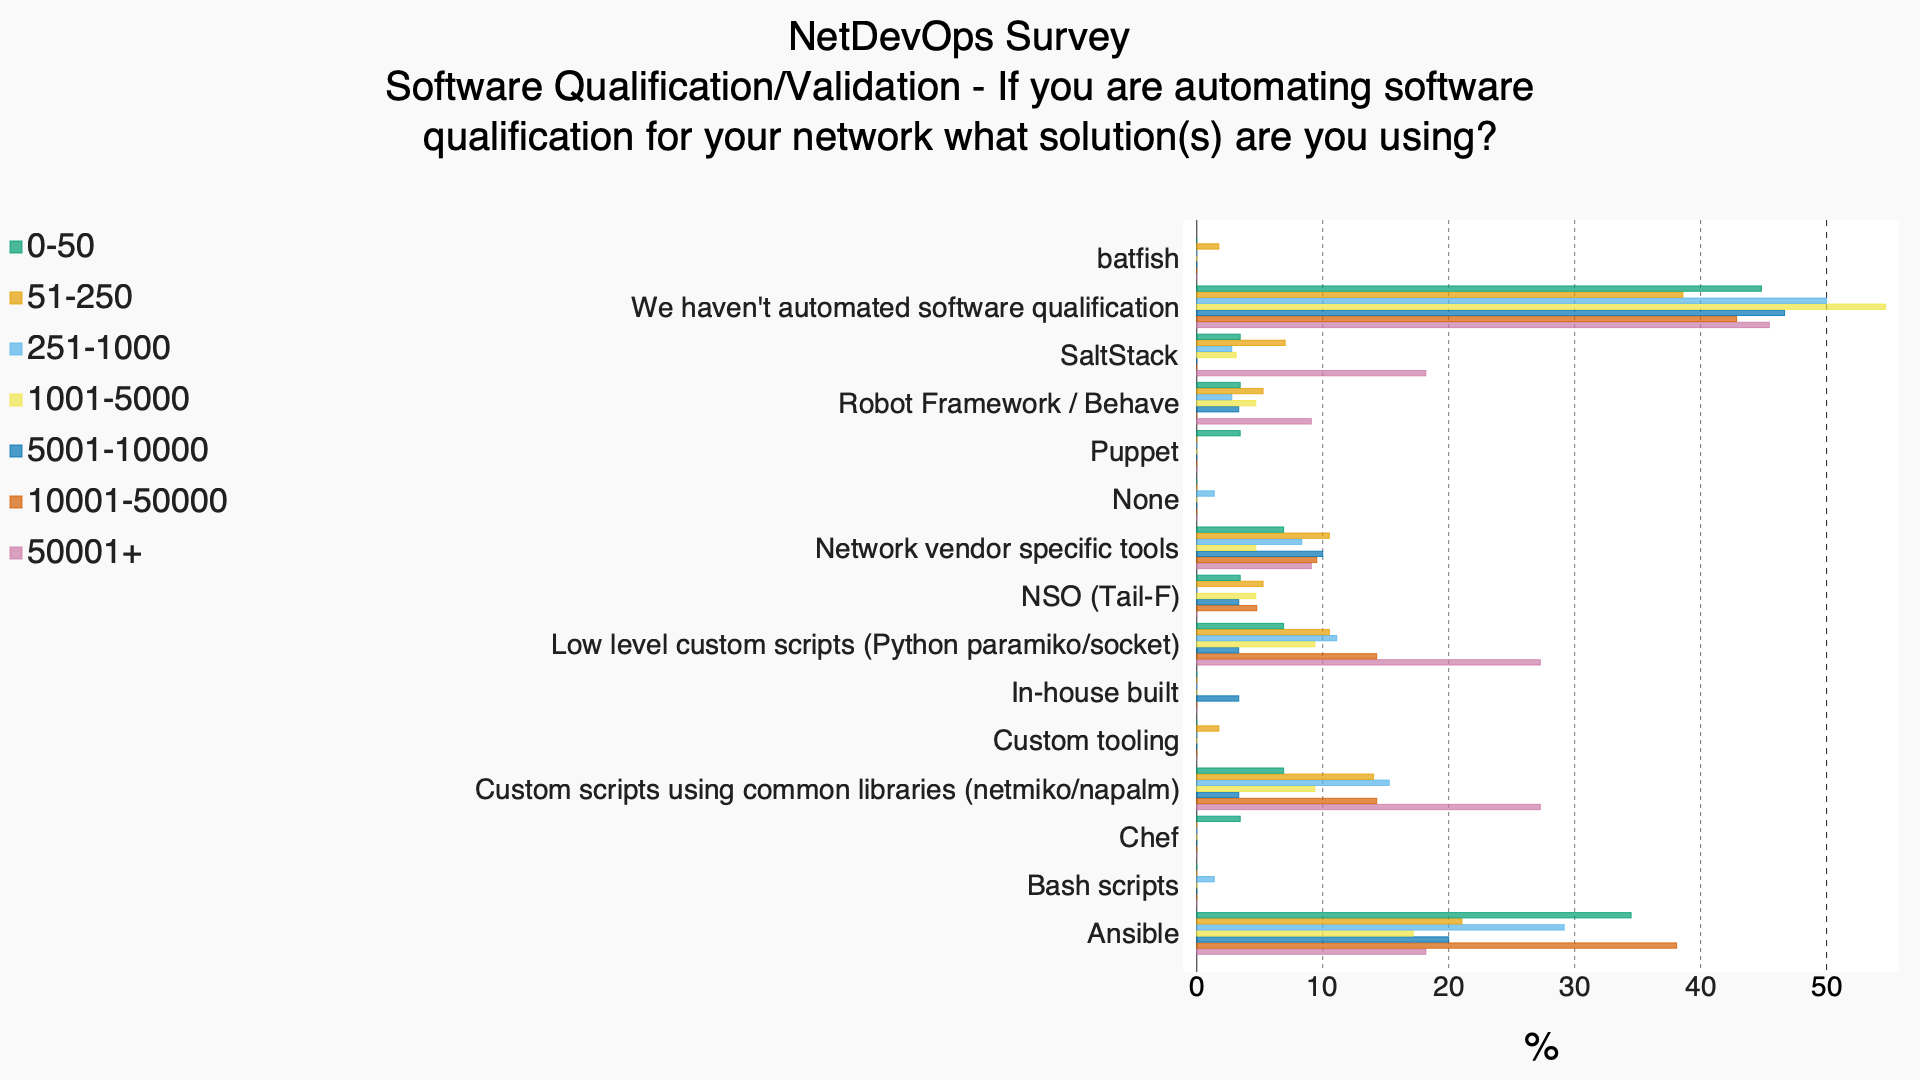 NetDevOps Survey
Software Qualification/Validation - If you are automating software
qualification for your network what solution(s) are you using?
0-50
51-250
251-1000
1001-5000
5001-10000
10001-50000
50001+
batfish
We haven't automated software qualification
SaltStack
Robot Framework / Behave
Puppet
None
Network vendor specific tools
NSO (Tail-F)
Low level custom scripts (Python paramiko/socket)
In-house built
Custom tooling
Custom scripts using common libraries (netmiko/napalm)
Chef
Bash scripts
Ansible
0 10 20 30 40 50
%